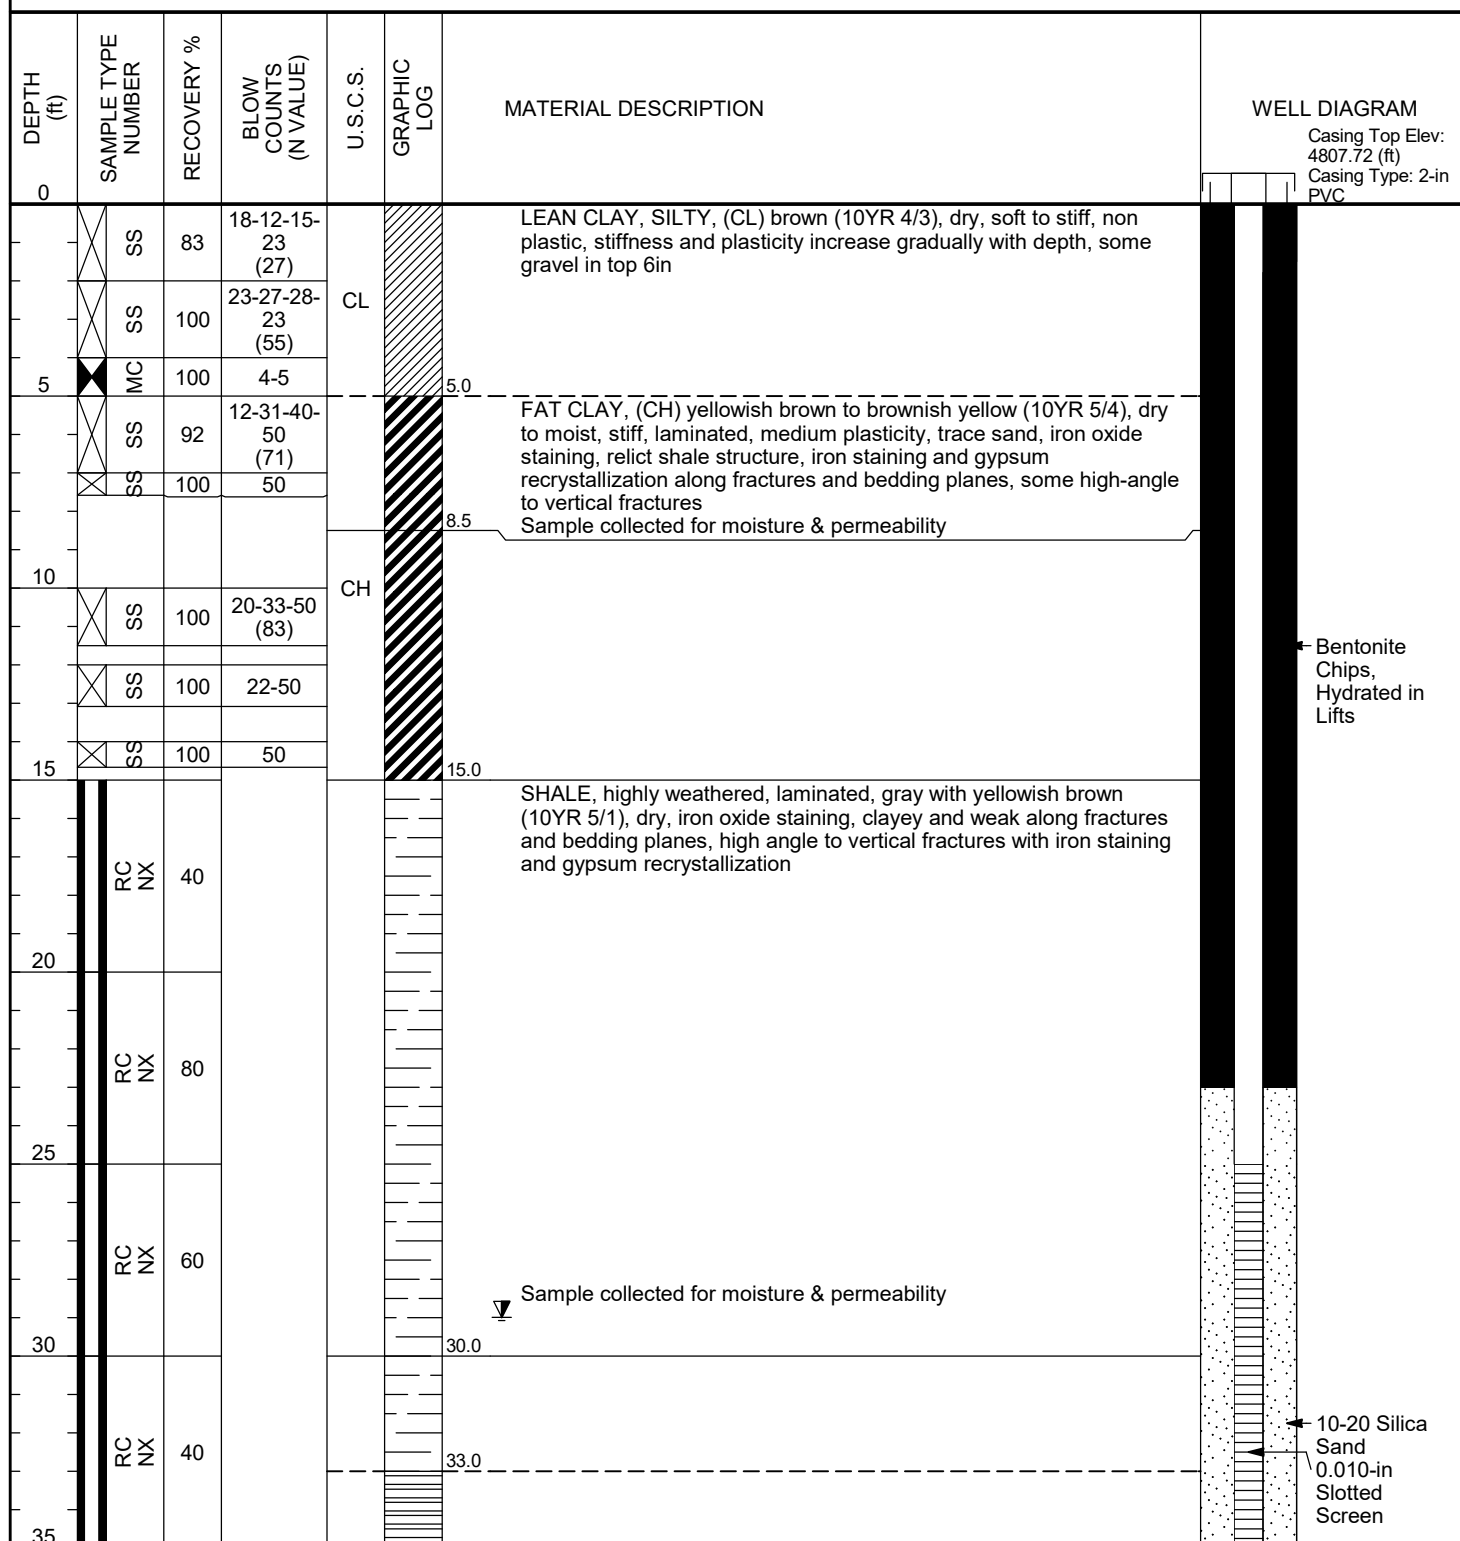 DEPTH
(ft)
SAMPLE TYPE
NUMBER
RECOVERY %
BLOW
COUNTS
(N VALUE)
U.S.C.S.
GRAPHIC
LOG
MATERIAL DESCRIPTION
WELL DIAGRAM
Casing Top Elev:
4807.72 (ft)
Casing Type: 2-in
PVC
0
SS
83
18-12-15-
23
(27)
LEAN CLAY, SILTY, (CL) brown (10YR 4/3), dry, soft to stiff, non
plastic, stiffness and plasticity increase gradually with depth, some
gravel in top 6in
SS
100
23-27-28-
23
(55)
CL
MC
100
4-5
5
5.0
SS
92
12-31-40-
50
(71)
FAT CLAY, (CH) yellowish brown to brownish yellow (10YR 5/4), dry
to moist, stiff, laminated, medium plasticity, trace sand, iron oxide
staining, relict shale structure, iron staining and gypsum
recrystallization along fractures and bedding planes, some high-angle
to vertical fractures
SS
100
50
8.5
Sample collected for moisture & permeability
10
CH
SS
100
20-33-50
(83)
Bentonite
Chips,
Hydrated in
Lifts
SS
100
22-50
SS
100
50
15
15.0
SHALE, highly weathered, laminated, gray with yellowish brown
(10YR 5/1), dry, iron oxide staining, clayey and weak along fractures
and bedding planes, high angle to vertical fractures with iron staining
and gypsum recrystallization
RC
NX
40
20
RC
NX
80
25
RC
NX
60
Sample collected for moisture & permeability
30
30.0
RC
NX
40
33.0
10-20 Silica
Sand
0.010-in
Slotted
Screen
35